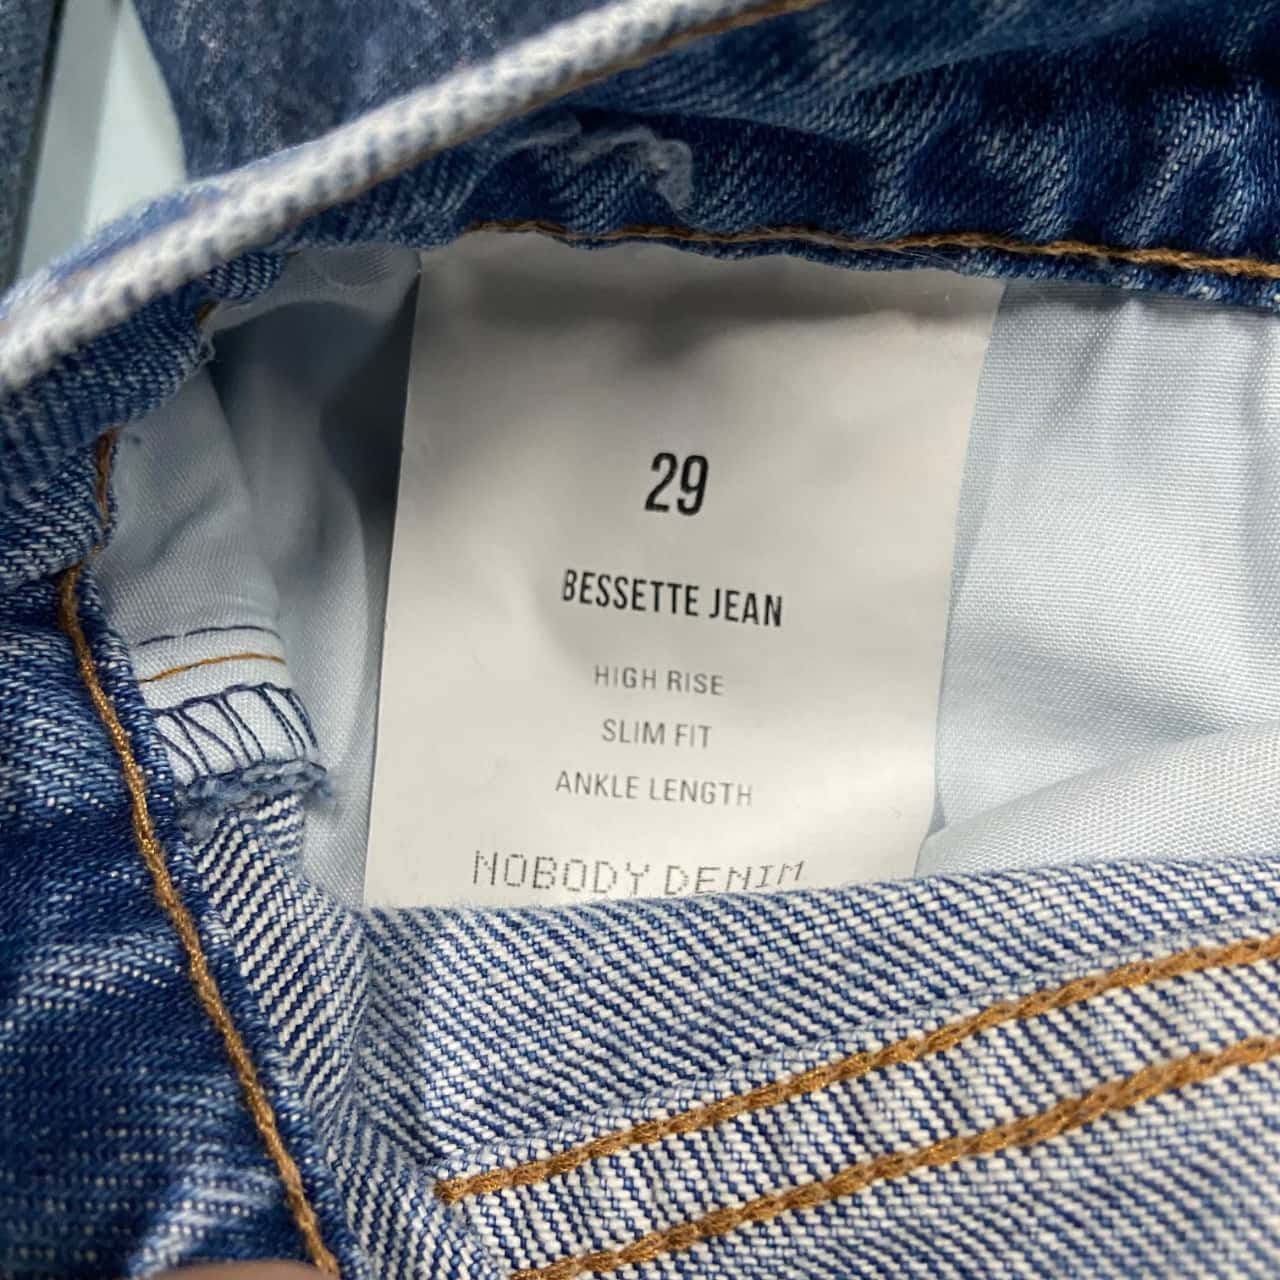 29
BESSETTE JEAN
HIGH RISE
SLIM FIT
ANKLE LENGTH
NOBODY DENIM